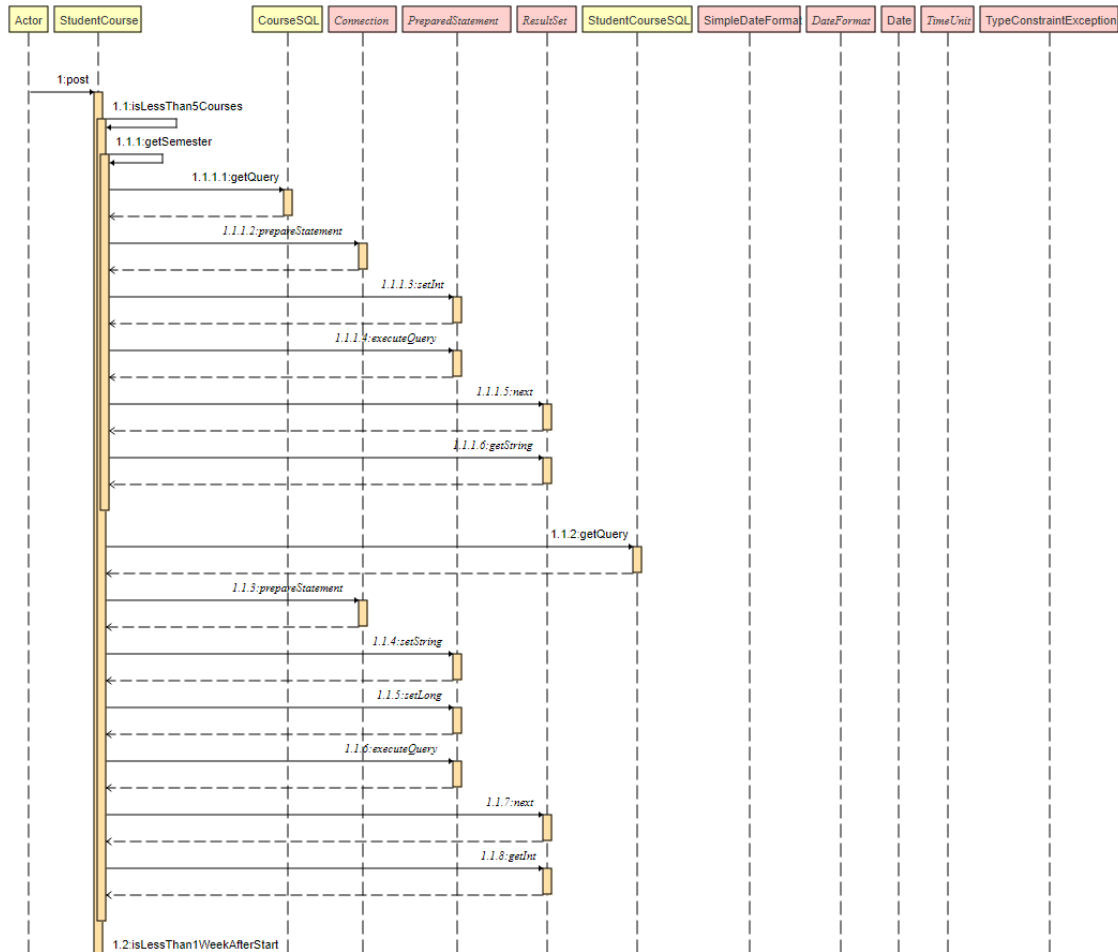 Actor StudentCourse CourseSQL Connection PreparedStatement ResultSet StudentCourseSQL SimpleDateFormat DateFormat Date TimeUnit TypeConstraintException
1:post
1.1:isLessThan5Courses
1.1.1:getSemester
1.1.1.1:getQuery
1.1.1.2:prepareStatement
1.1.1.3:setInt
1.1.1.4:executeQuery
1.1.1.5:next
1.1.1.6:getString
1.1.2:getQuery
1.1.3:prepareStatement
1.1.4:setString
1.1.5:setLong
1.1.6:executeQuery
1.1.7:next
1.1.8:getInt
1.2:isLessThan1WeekAfterStart